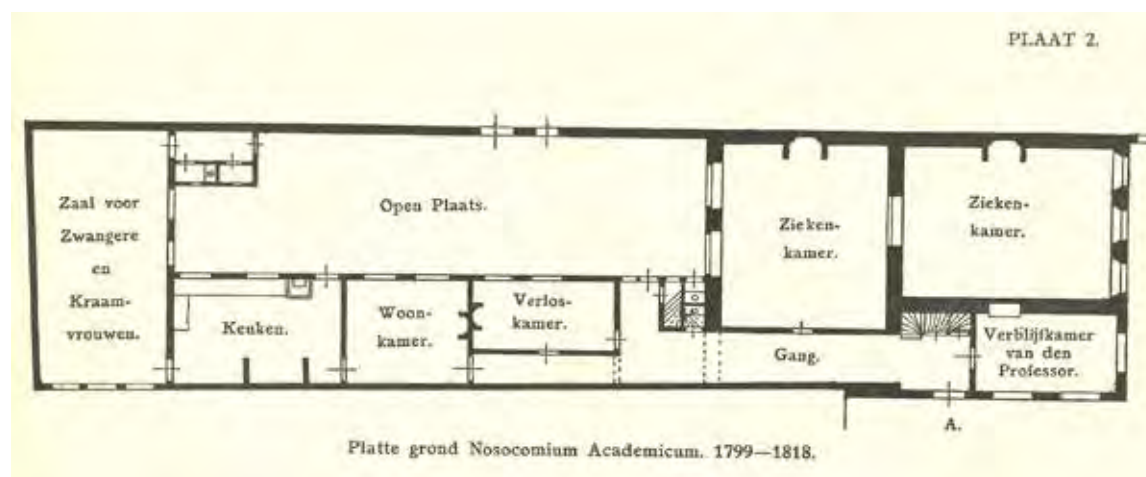 PLAAT 2.
Zaal voor
Zwangere
en
Kraam-
vrouwen.
Open Plaats.
Zieken-
kamer.
Zieken-
kamer.
Keuken.
Woon-
kamer.
Verlos-
kamer.
Gang.
Verblijfkamer
van den
Professor.
A.
Platte grond Nosocomium Academicum. 1799—1818.